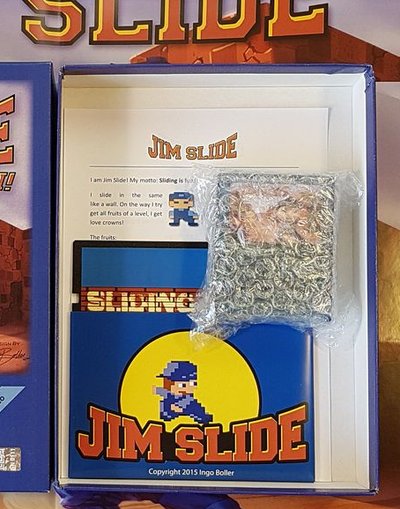 SLIDE
JIM SLIDE
I am Jim Slide! My motto: Sliding is
I slide in the same
like a wall. On the way I try
get all fruits of a level, I get
love crowns!
The fruits:
SLIDING
JIM SLIDE
Copyright 2015 Ingo Boller
E
Boller